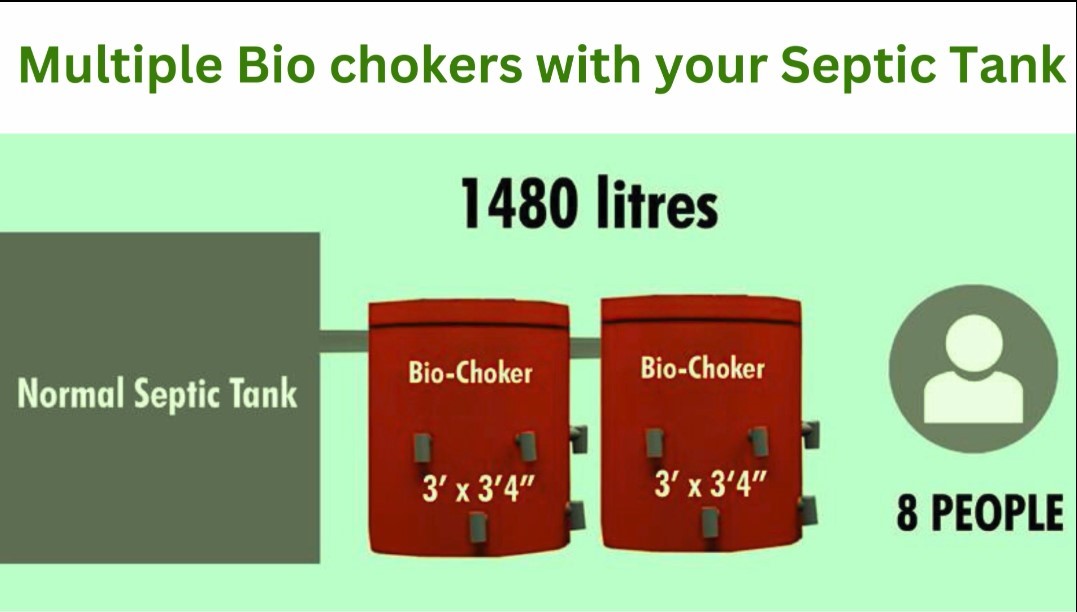 Multiple Bio chokers with your Septic Tank
1480 litres
Normal Septic Tank
Bio-Choker
3’ x 3’4”
Bio-Choker
3’ x 3‘4”
8 PEOPLE